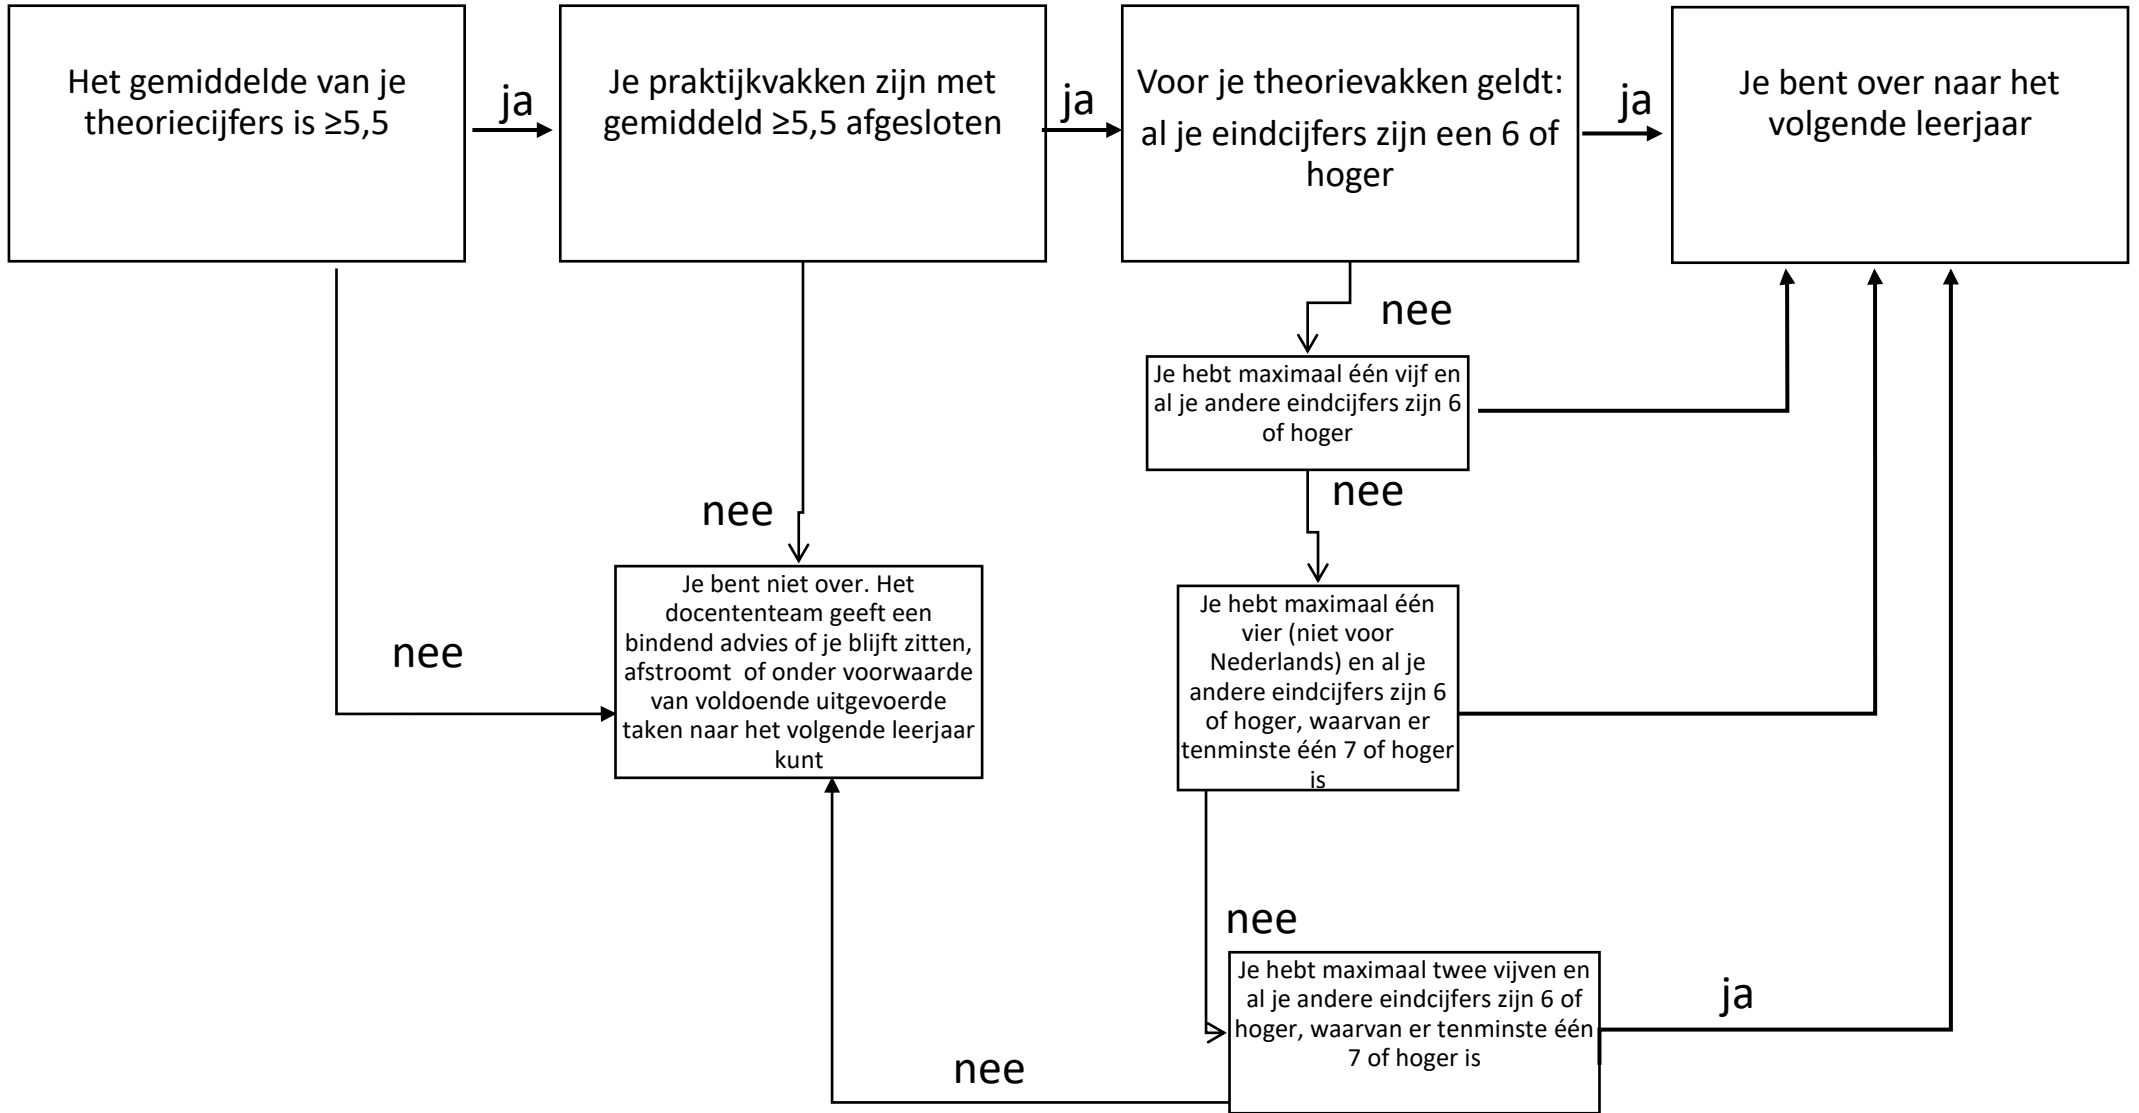 Het gemiddelde van je
theoriecijfers is ≥5,5
ja
Je praktijkvakken zijn met
gemiddeld ≥5,5 afgesloten
ja
Voor je theorievakken geldt:
al je eindcijfers zijn een 6 of
hoger
ja
Je bent over naar het
volgende leerjaar
nee
Je hebt maximaal één vijf en
al je andere eindcijfers zijn 6
of hoger
nee
nee
Je bent niet over. Het
docententeam geeft een
bindend advies of je blijft zitten,
afstroomt  of onder voorwaarde
van voldoende uitgevoerde
taken naar het volgende leerjaar
kunt
nee
Je hebt maximaal één
vier (niet voor
Nederlands) en al je
andere eindcijfers zijn 6
of hoger, waarvan er
tenminste één 7 of hoger
is
nee
Je hebt maximaal twee vijven en
al je andere eindcijfers zijn 6 of
hoger, waarvan er tenminste één
7 of hoger is
ja
nee